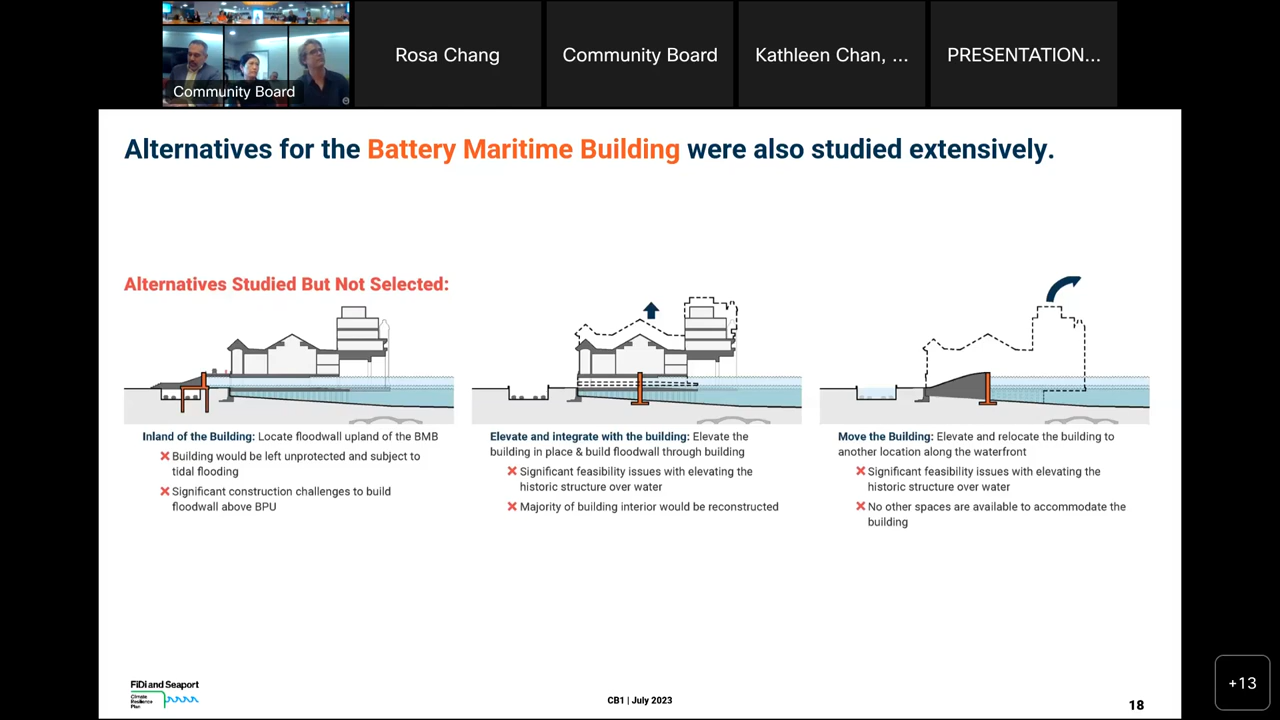 Community Board
Rosa Chang
Community Board
Kathleen Chan, ...
PRESENTATION...
Alternatives for the Battery Maritime Building were also studied extensively.
Alternatives Studied But Not Selected:
Inland of the Building: Locate floodwall upland of the BMB
Building would be left unprotected and subject to
tidal flooding
Significant construction challenges to build
floodwall above BPU
Elevate and integrate with the building: Elevate the
building in place & build floodwall through building
Significant feasibility issues with elevating the
historic structure over water
Majority of building interior would be reconstructed
Move the Building: Elevate and relocate the building to
another location along the waterfront
Significant feasibility issues with elevating the
historic structure over water
No other spaces are available to accommodate the
building
FiDi and Seaport
Climate
Resilience
Plan
CB1 | July 2023
18
+13